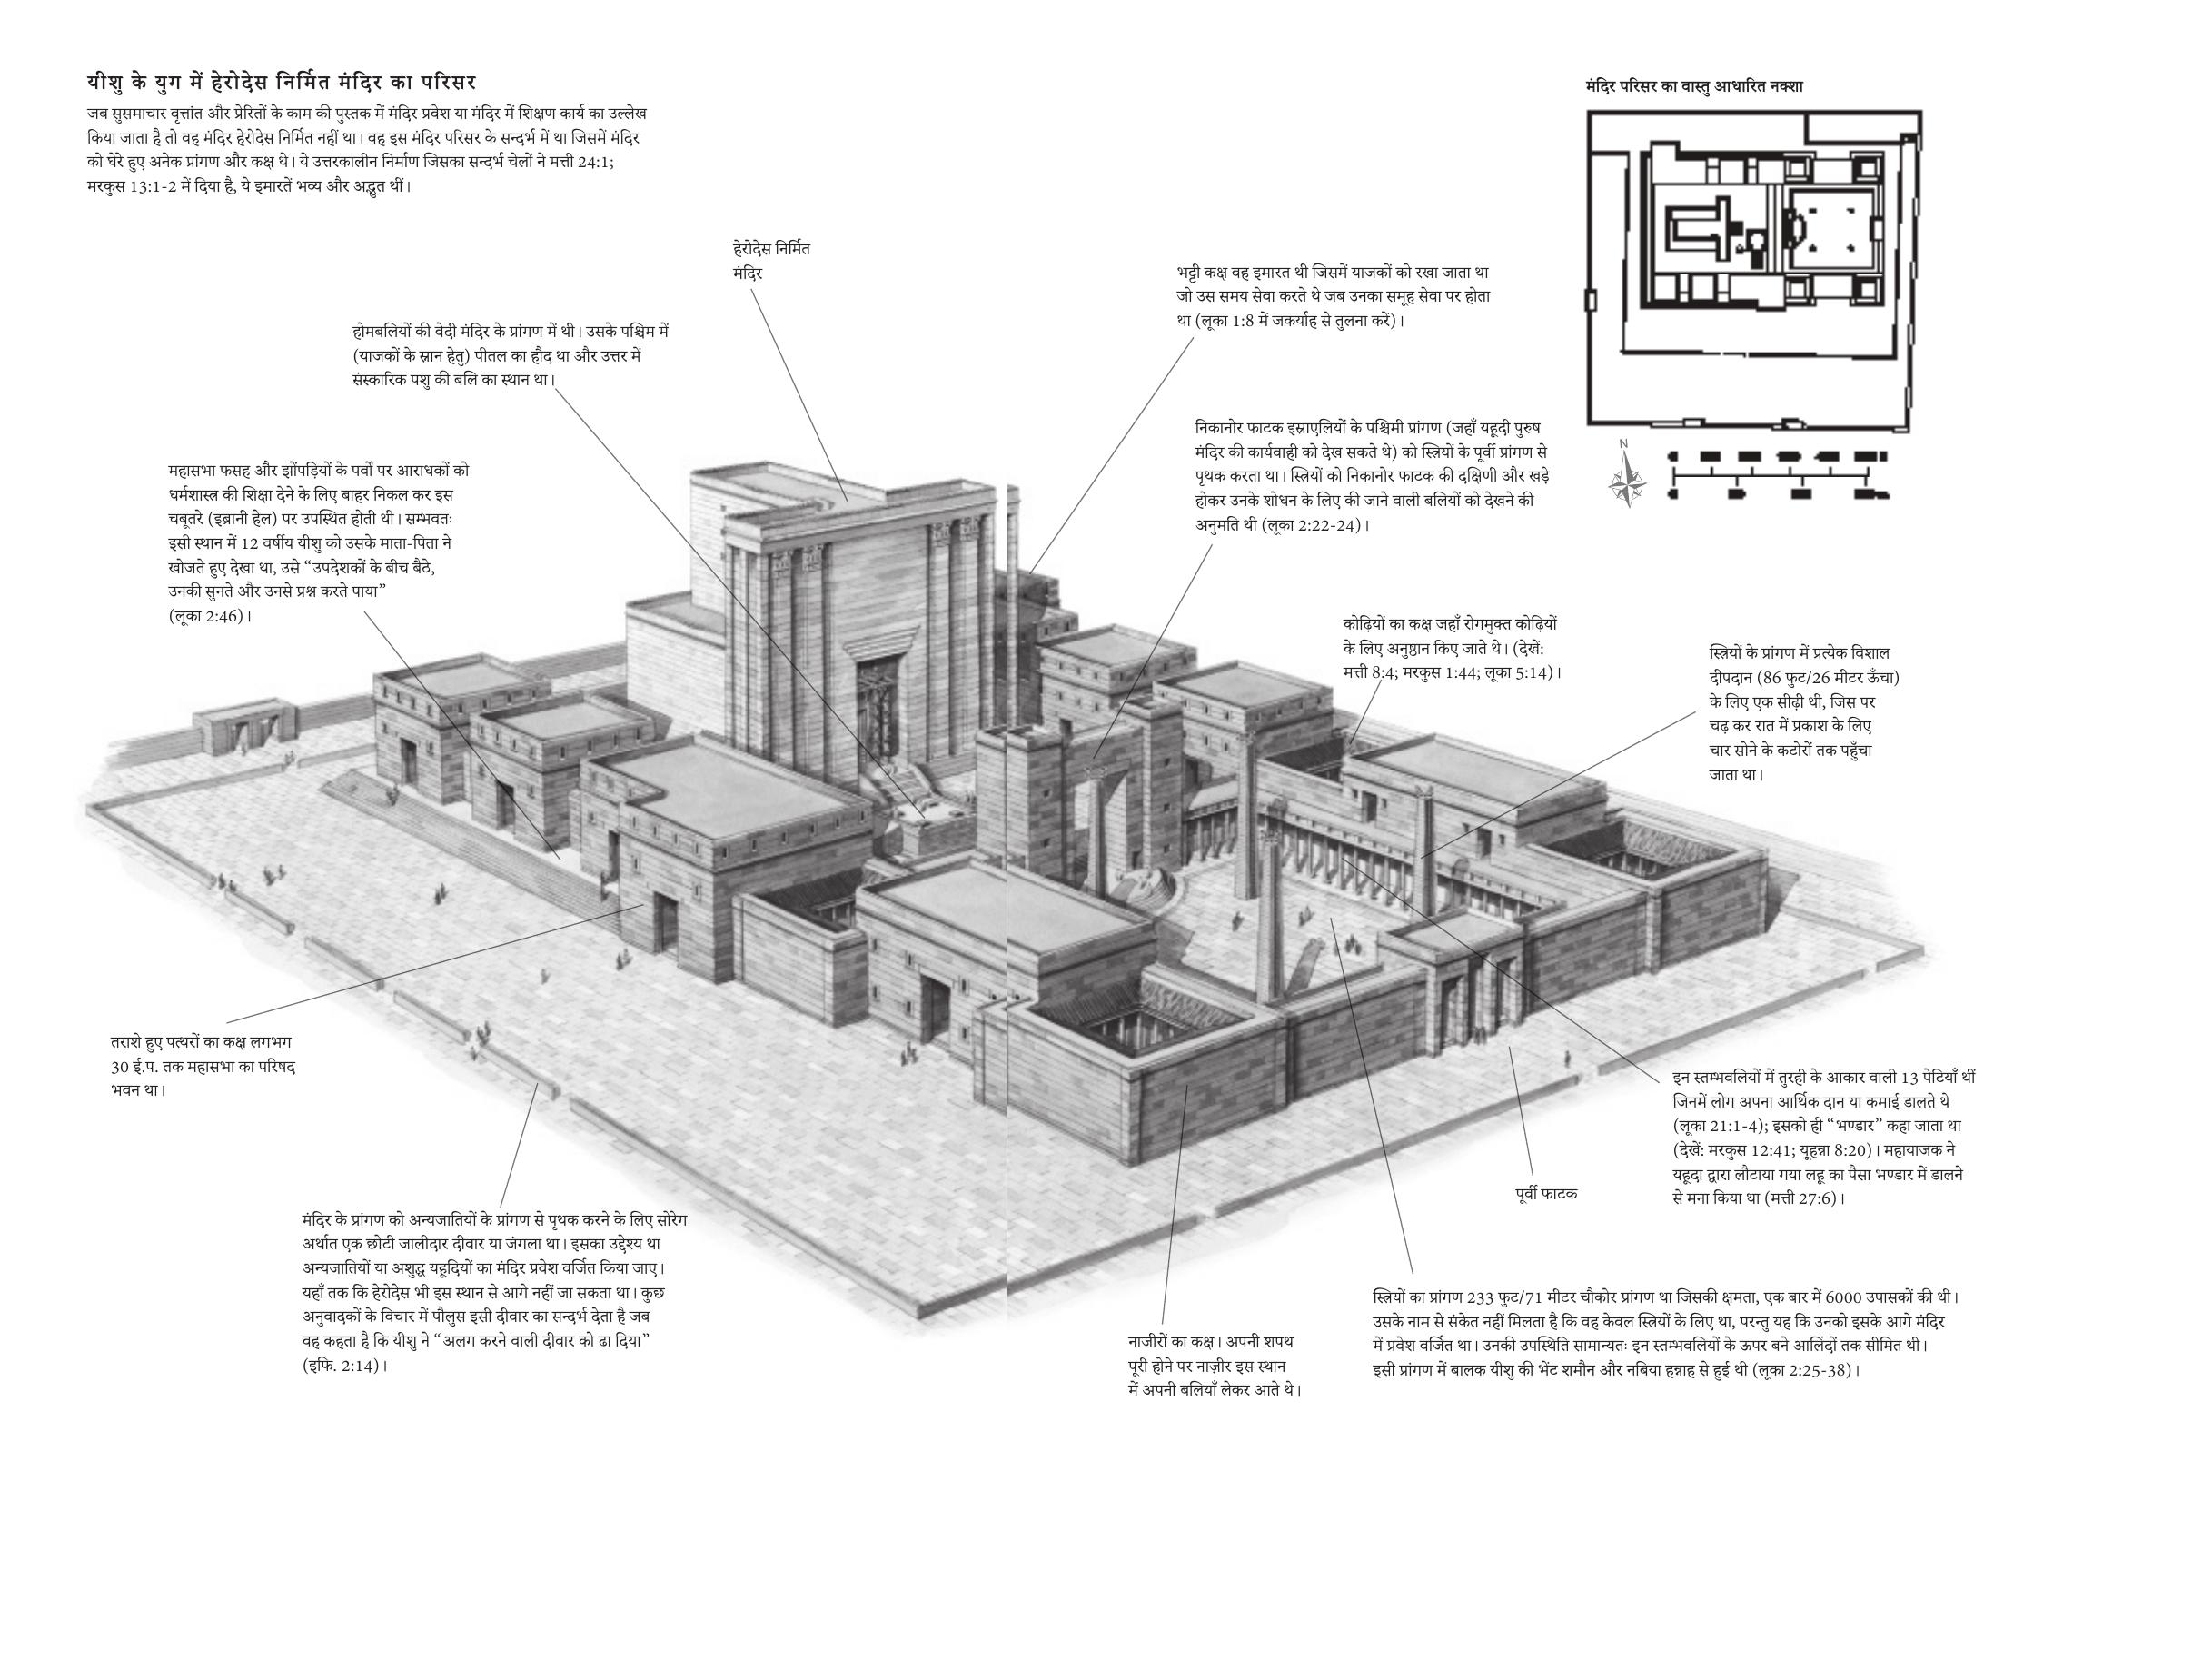 यीशु के युग में हेरोदेस निर्मित मंदिर का परिसर
जब सुसमाचार वृत्तांत और प्रेरितों के काम की पुस्तक में मंदिर प्रवेश या मंदिर में शिक्षण कार्य का उल्लेख
किया जाता है तो वह मंदिर हेरोदेस निर्मित नहीं था। वह इस मंदिर परिसर के सन्दर्भ में था जिसमें मंदिर
को घेरे हुए अनेक प्रांगण और कक्ष थे। ये उत्तरकालीन निर्माण जिसका सन्दर्भ चेलों ने मत्ती 24:1;
मरकुस 13:1-2 में दिया है, ये इमारतें भव्य और अद्भुत थीं।
मंदिर परिसर का वास्तु आधारित नक्शा
N
हेरोदेस निर्मित
मंदिर
भट्टी कक्ष वह इमारत थी जिसमें याजकों को रखा जाता था
जो उस समय सेवा करते थे जब उनका समूह सेवा पर होता
था (लूका 1:8 में जकर्याह से तुलना करें)।
होमबलियों की वेदी मंदिर के प्रांगण में थी। उसके पश्चिम में
(याजकों के स्नान हेतु) पीतल का हौद था और उत्तर में
संस्कारिक पशु की बलि का स्थान था।
निकानोर फाटक इस्राएलियों के पश्चिमी प्रांगण (जहाँ यहूदी पुरुष
मंदिर की कार्यवाही को देख सकते थे) को स्त्रियों के पूर्वी प्रांगण से
पृथक करता था। स्त्रियों को निकानोर फाटक की दक्षिणी और खड़े
होकर उनके शोधन के लिए की जाने वाली बलियों को देखने की
अनुमति थी (लूका 2:22-24)।
महासभा फसह और झोंपड़ियों के पर्वों पर आराधकों को
धर्मशास्त्र की शिक्षा देने के लिए बाहर निकल कर इस
चबूतरे (इब्रानी हेल) पर उपस्थित होती थी। सम्भवतः
इसी स्थान में 12 वर्षीय यीशु को उसके माता-पिता ने
खोजते हुए देखा था, उसे “उपदेशकों के बीच बैठे,
उनकी सुनते और उनसे प्रश्न करते पाया”
(लूका 2:46)।
कोढ़ियों का कक्ष जहाँ रोगमुक्त कोढ़ियों
के लिए अनुष्ठान किए जाते थे। (देखें:
मत्ती 8:4; मरकुस 1:44; लूका 5:14)।
स्त्रियों के प्रांगण में प्रत्येक विशाल
दीपदान (86 फुट/26 मीटर ऊँचा)
के लिए एक सीढ़ी थी, जिस पर
चढ़ कर रात में प्रकाश के लिए
चार सोने के कटोरों तक पहुँचा
जाता था।
तराशे हुए पत्थरों का कक्ष लगभग
30 ई.प. तक महासभा का परिषद
भवन था।
इन स्तम्भवलियों में तुरही के आकार वाली 13 पेटियाँ थीं
जिनमें लोग अपना आर्थिक दान या कमाई डालते थे
(लूका 21:1-4); इसको ही “भण्डार” कहा जाता था
(देखें: मरकुस 12:41; यूहन्ना 8:20)। महायाजक ने
यहूदा द्वारा लौटाया गया लहू का पैसा भण्डार में डालने
से मना किया था (मत्ती 27:6)।
पूर्वी फाटक
मंदिर के प्रांगण को अन्यजातियों के प्रांगण से पृथक करने के लिए सोरेग
अर्थात एक छोटी जालीदार दीवार या जंगला था। इसका उद्देश्य था
अन्यजातियों या अशुद्ध यहूदियों का मंदिर प्रवेश वर्जित किया जाए।
यहाँ तक कि हेरोदेस भी इस स्थान से आगे नहीं जा सकता था। कुछ
अनुवादकों के विचार में पौलुस इसी दीवार का सन्दर्भ देता है जब
वह कहता है कि यीशु ने “अलग करने वाली दीवार को ढा दिया”
(इफि. 2:14)।
नाजीरों का कक्ष। अपनी शपथ
पूरी होने पर नाज़ीर इस स्थान
में अपनी बलियाँ लेकर आते थे।
स्त्रियों का प्रांगण 233 फुट/71 मीटर चौकोर प्रांगण था जिसकी क्षमता, एक बार में 6000 उपासकों की थी।
उसके नाम से संकेत नहीं मिलता है कि वह केवल स्त्रियों के लिए था, परन्तु यह कि उनको इसके आगे मंदिर
में प्रवेश वर्जित था। उनकी उपस्थिति सामान्यतः इन स्तम्भवलियों के ऊपर बने आलिंदों तक सीमित थी।
इसी प्रांगण में बालक यीशु की भेंट शमौन और नबिया हन्नाह से हुई थी (लूका 2:25-38)।